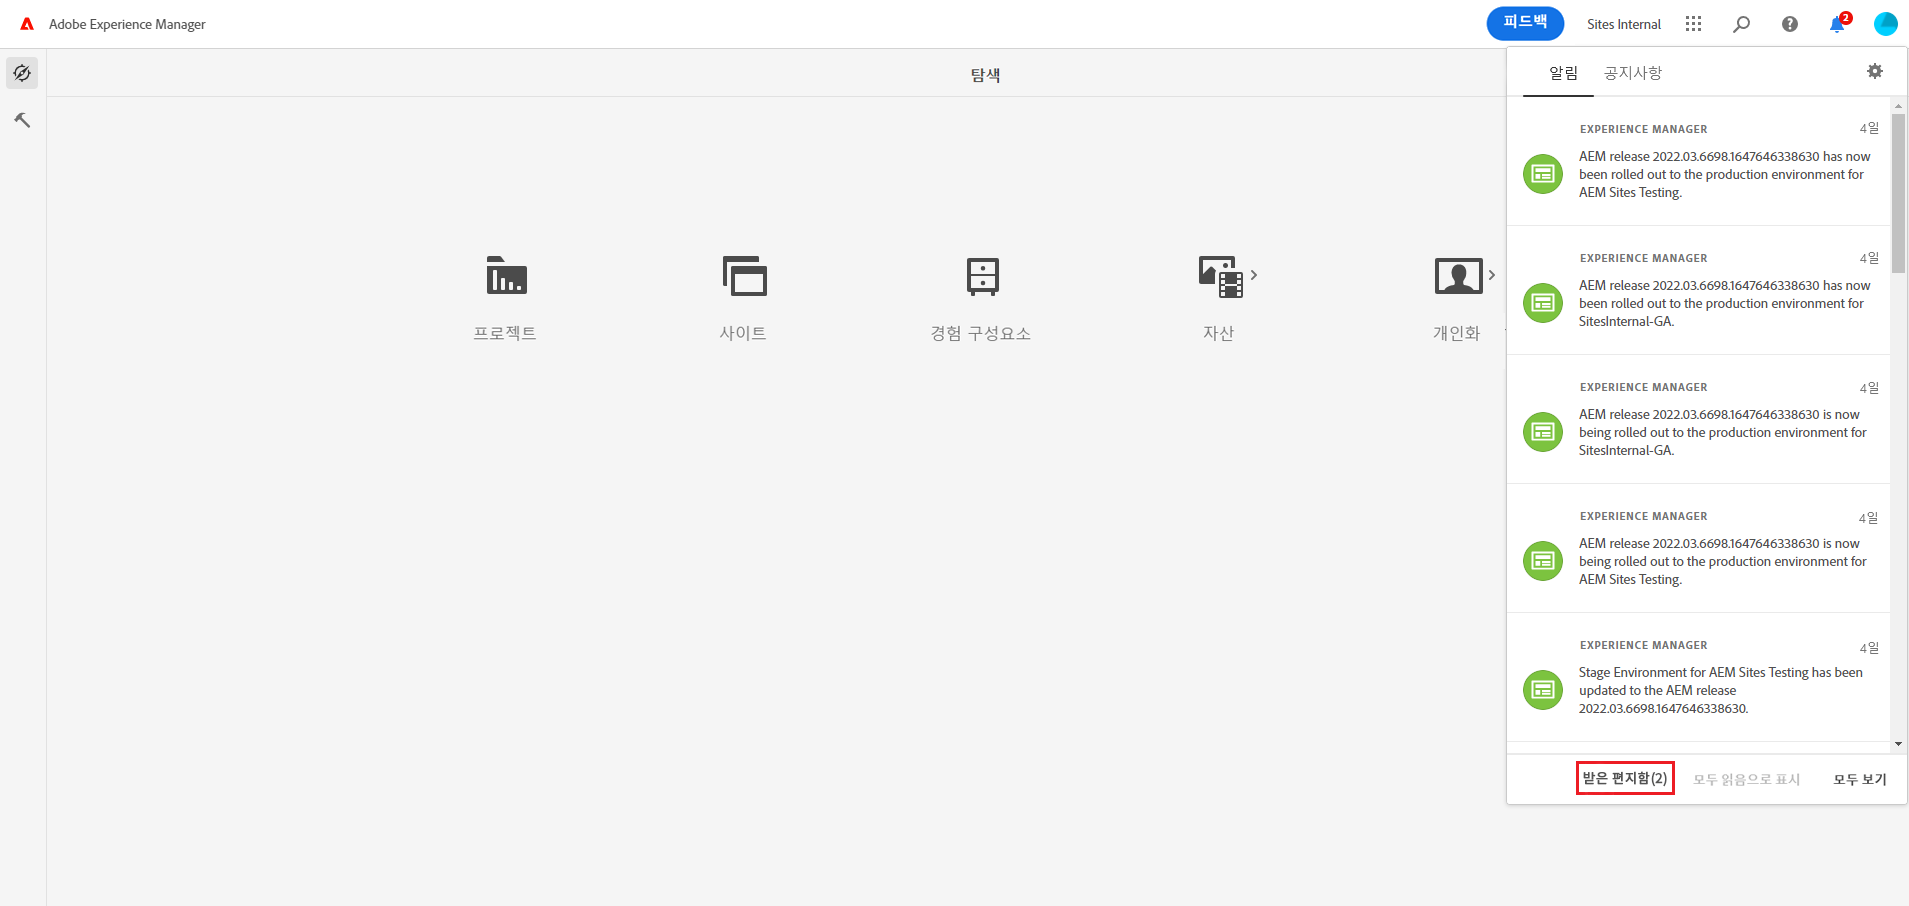 Adobe Experience Manager
피드백
Sites Internal
2
탐색
알림
공지사항
프로젝트
사이트
경험 구성요소
자산
개인화
EXPERIENCE MANAGER
4일
AEM release 2022.03.6698.1647646338630 has now
been rolled out to the production environment for
AEM Sites Testing.
EXPERIENCE MANAGER
4일
AEM release 2022.03.6698.1647646338630 has now
been rolled out to the production environment for
SitesInternal-GA.
EXPERIENCE MANAGER
4일
AEM release 2022.03.6698.1647646338630 is now
being rolled out to the production environment for
SitesInternal-GA.
EXPERIENCE MANAGER
4일
AEM release 2022.03.6698.1647646338630 is now
being rolled out to the production environment for
AEM Sites Testing.
EXPERIENCE MANAGER
4일
Stage Environment for AEM Sites Testing has been
updated to the AEM release
2022.03.6698.1647646338630.
받은 편지함(2)
모두 읽음으로 표시
모두 보기